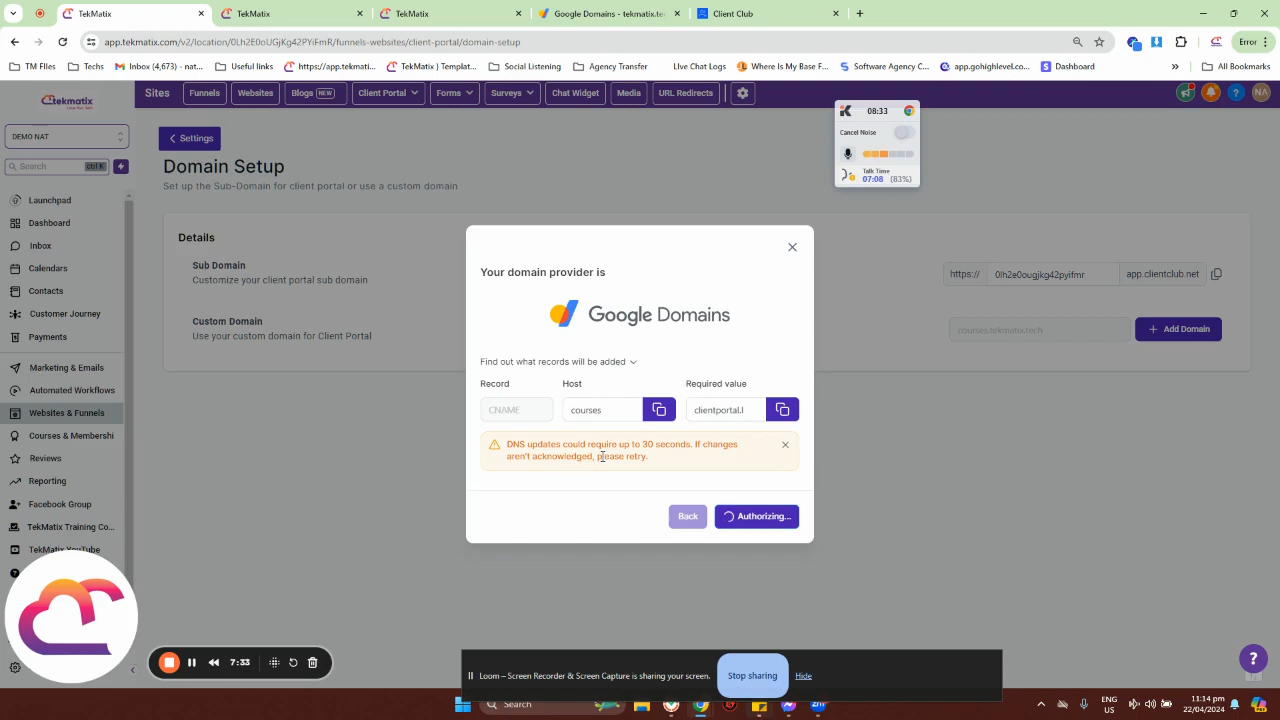 TekMatix
TekMatix
TekMatix
Google Domains - tekmatix.te
Client Club
app.tekmatix.com/v2/location/0Lh2E0oUgjKg42PYiFmR/funnels-websites/client-portal/domain-setup
Error
TM Files
Techs
Inbox (4,673) - nat...
Useful links
https://app.tekmati...
TekMatix ) Templat...
Social Listening
Agency Transfer
Live Chat Logs
Where Is My Base...
Software Agency C...
app.gohighlevel.co...
Dashboard
All Bookmarks
tekmatix
Sites
Funnels
Websites
Blogs NEW
Client Portal
Forms
Surveys
Chat Widget
Media
URL Redirects
NA
DEMO NAT
Search
ctrl K
Launchpad
Dashboard
Inbox
Calendars
Contacts
Customer Journey
Payments
Marketing & Emails
Automated Workflows
Websites & Funnels
Courses & Membershi
Reviews
Reporting
Facebook Group
TekMatix Training Co...
TekMatix YouTube
Settings
Domain Setup
Set up the Sub-Domain for client portal or use a custom domain
Details
Sub Domain
Customize your client portal sub domain
https://
0lh2e0ougjkg42pyifmr
app.clientclub.net
Custom Domain
Use your custom domain for Client Portal
courses.tekmatix.tech
Add Domain
08:33
Cancel Noise
Talk Time
07:08 (83%)
Your domain provider is
Google Domains
Find out what records will be added
Record
Host
Required value
CNAME
courses
clientportal.l
DNS updates could require up to 30 seconds. If changes
aren't acknowledged, please retry.
Back
Authorizing...
7:33
Loom – Screen Recorder & Screen Capture is sharing your screen.
Stop sharing
Hide
?
Search
ENG
US
11:14 pm
22/04/2024